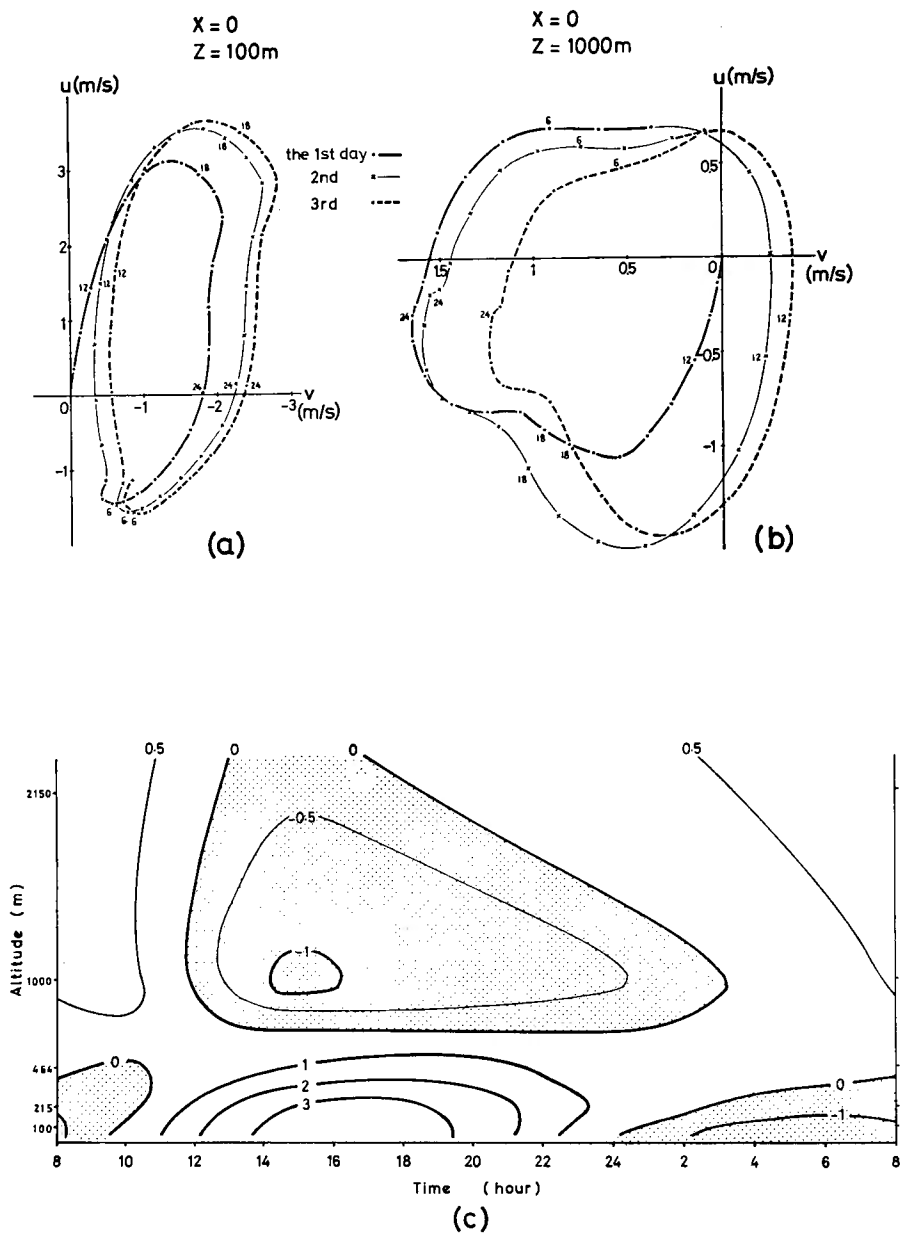 X = 0
Z = 100m
X = 0
Z = 1000m
u(m/s)
u(m/s)
the 1st day
2nd
3rd
3
2
1
0
-1
-1
-2
-3
v
(m/s)
12
12
12
18
18
18
24
24
24
6
6
6
(a)
6
6
6
0.5
1.5
1
0.5
0
v
(m/s)
24
24
24
12
-0.5
12
12
-1
18
18
18
(b)
0.5
0
0
0.5
2150
1000
464
215
100
Altitude (m)
-0.5
-1
0
1
2
3
0
-1
8 10 12 14 16 18 20 22 24 2 4 6 8
Time (hour)
(c)